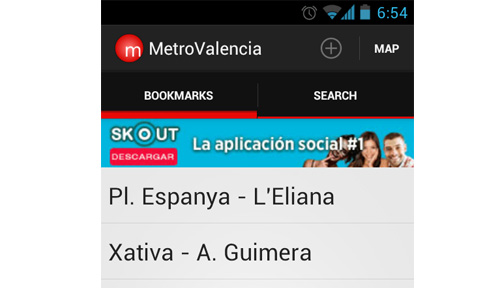 6:54
m MetroValencia MAP
BOOKMARKS SEARCH
SKOUT La aplicación social #1
DESCARGAR
Pl. Espanya - L'Eliana
Xativa - A. Guimera